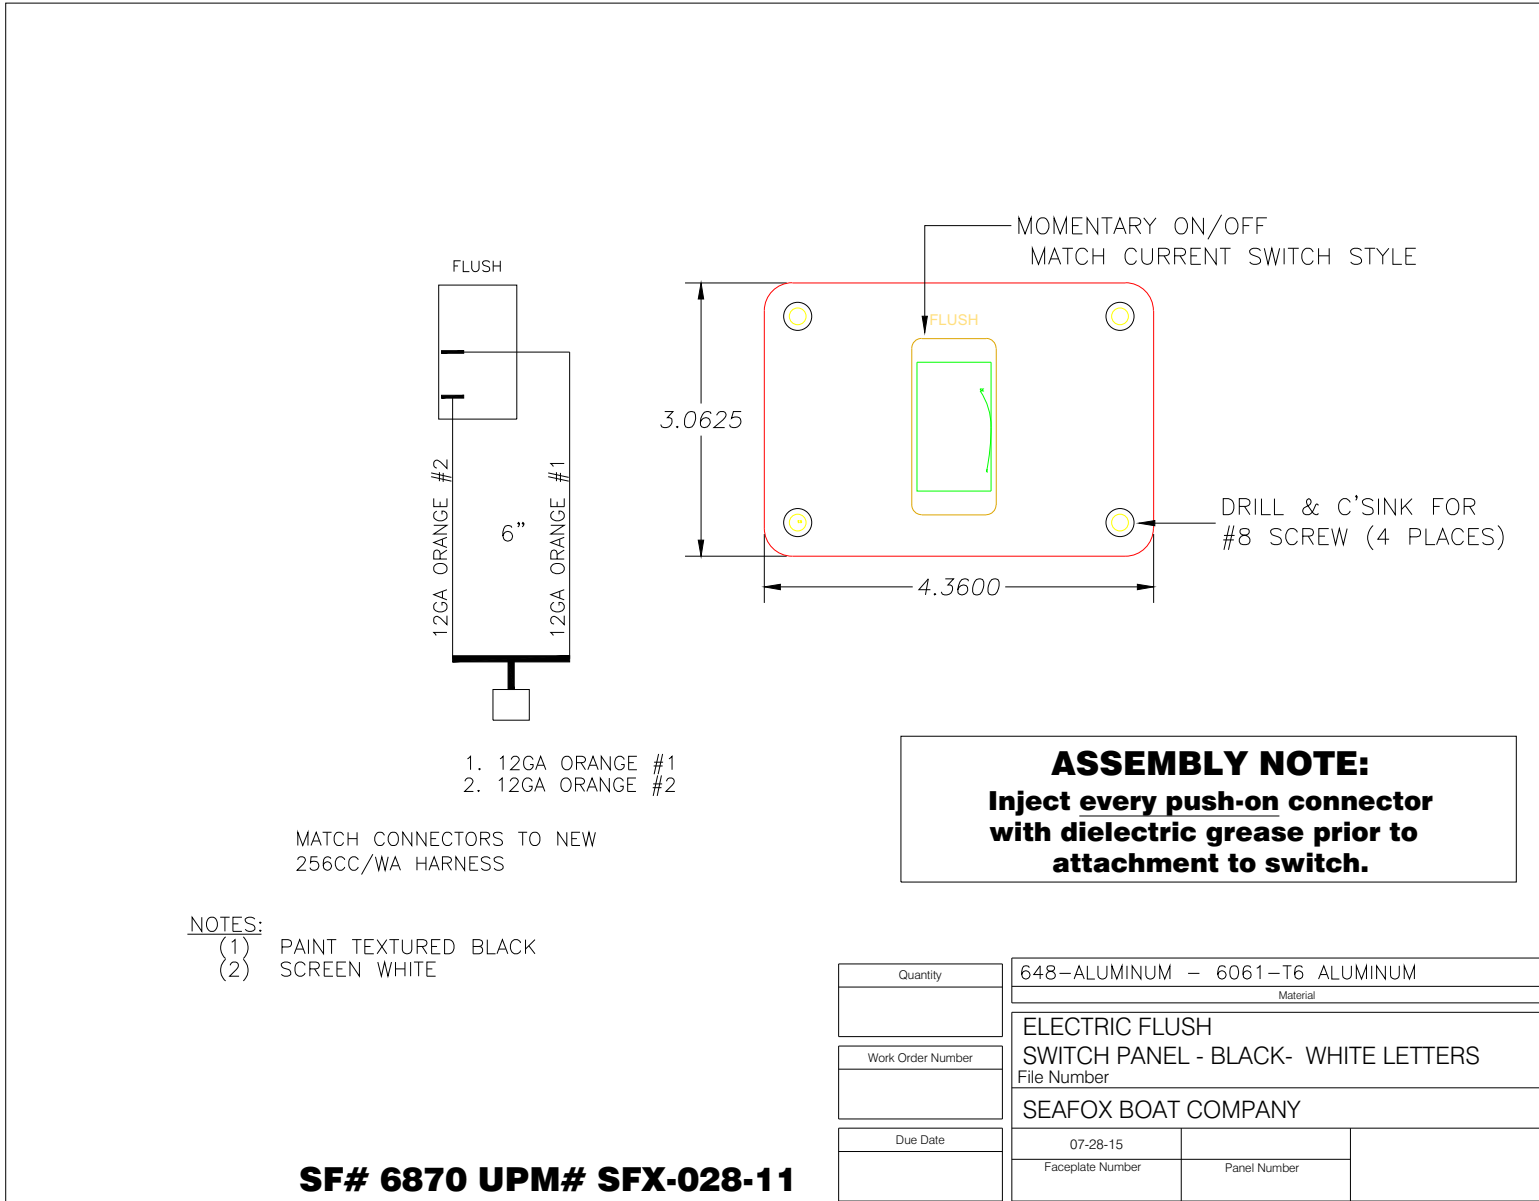 MOMENTARY ON/OFF
MATCH CURRENT SWITCH STYLE
FLUSH
FLUSH
3.0625
12GA ORANGE #2
6”
12GA ORANGE #1
DRILL & C'SINK FOR
#8 SCREW (4 PLACES)
4.3600
1. 12GA ORANGE #1
2. 12GA ORANGE #2
MATCH CONNECTORS TO NEW
256CC/WA HARNESS
ASSEMBLY NOTE:
Inject every push-on connector
with dielectric grease prior to
attachment to switch.
NOTES:
(1) PAINT TEXTURED BLACK
(2) SCREEN WHITE
Quantity
648-ALUMINUM - 6061-T6 ALUMINUM
Material
ELECTRIC FLUSH
SWITCH PANEL - BLACK- WHITE LETTERS
File Number
Work Order Number
SEAFOX BOAT COMPANY
Due Date
07-28-15
Faceplate Number
Panel Number
SF# 6870 UPM# SFX-028-11